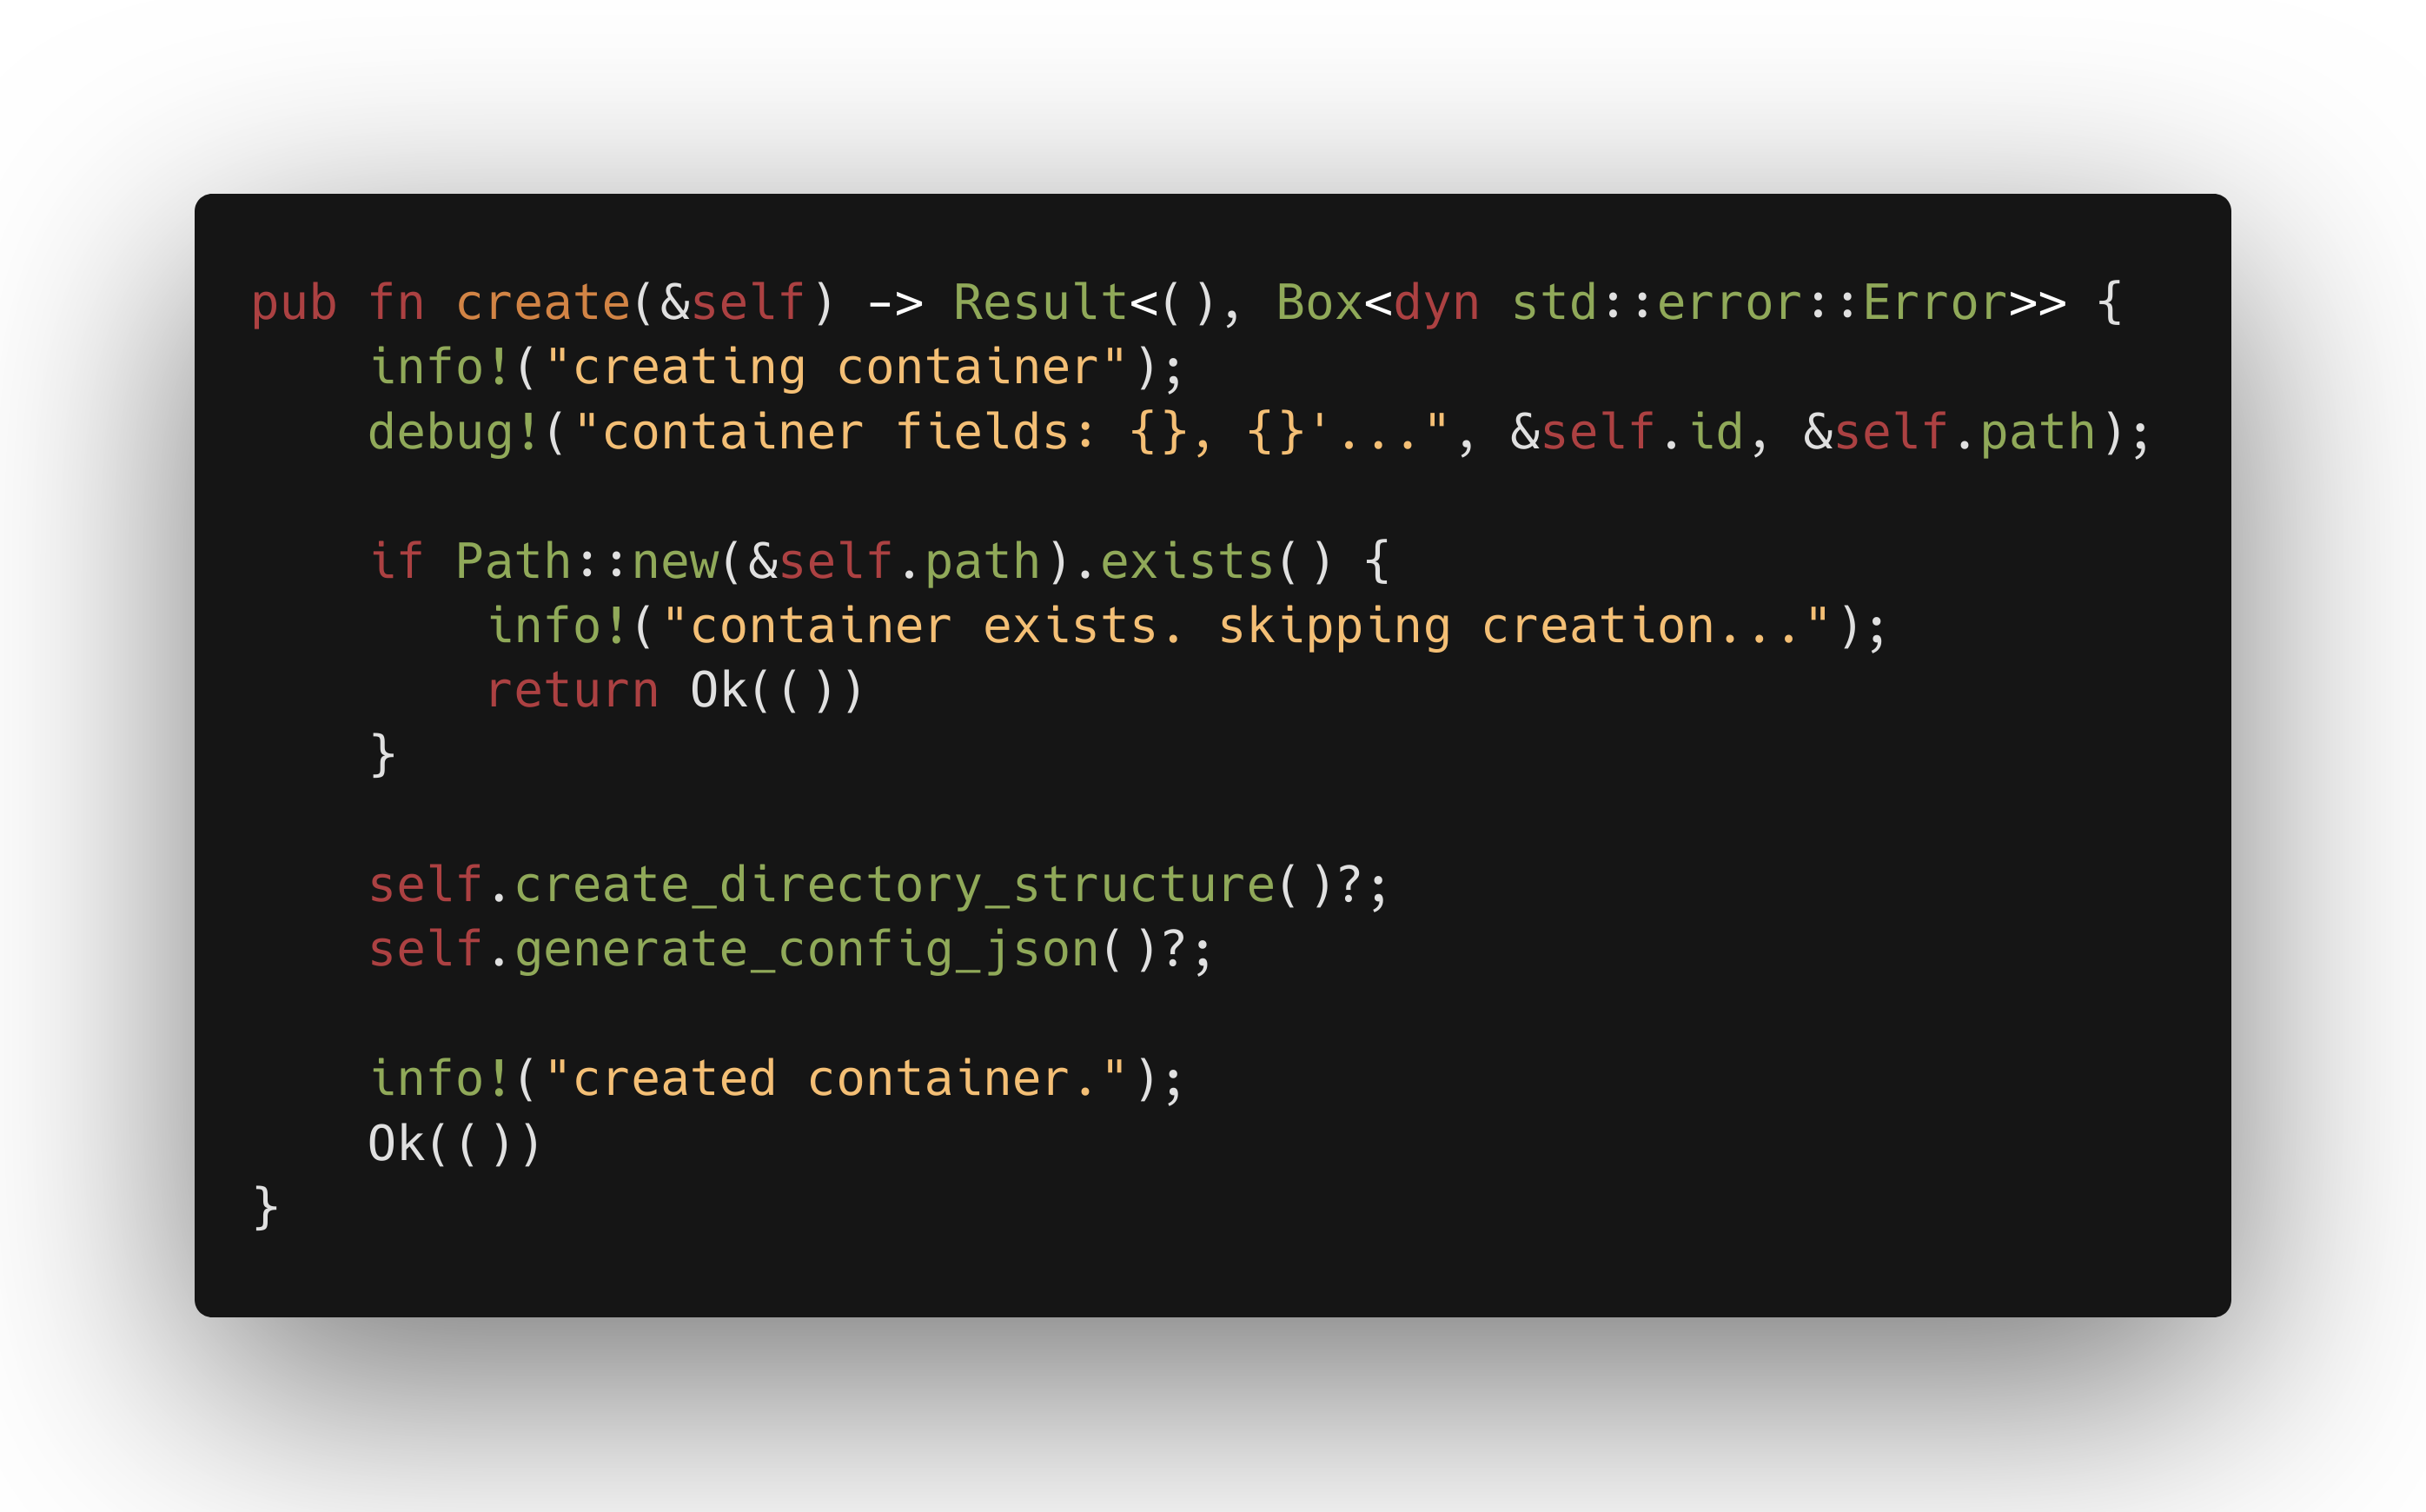 pub fn create(&self) -> Result<(), Box<dyn std::error::Error>> {
    info!("creating container");
    debug!("container fields: {}, {}'...", &self.id, &self.path);

    if Path::new(&self.path).exists() {
        info!("container exists. skipping creation...");
        return Ok(())
    }

    self.create_directory_structure()?;
    self.generate_config_json()?;

    info!("created container.");
    Ok(())
}